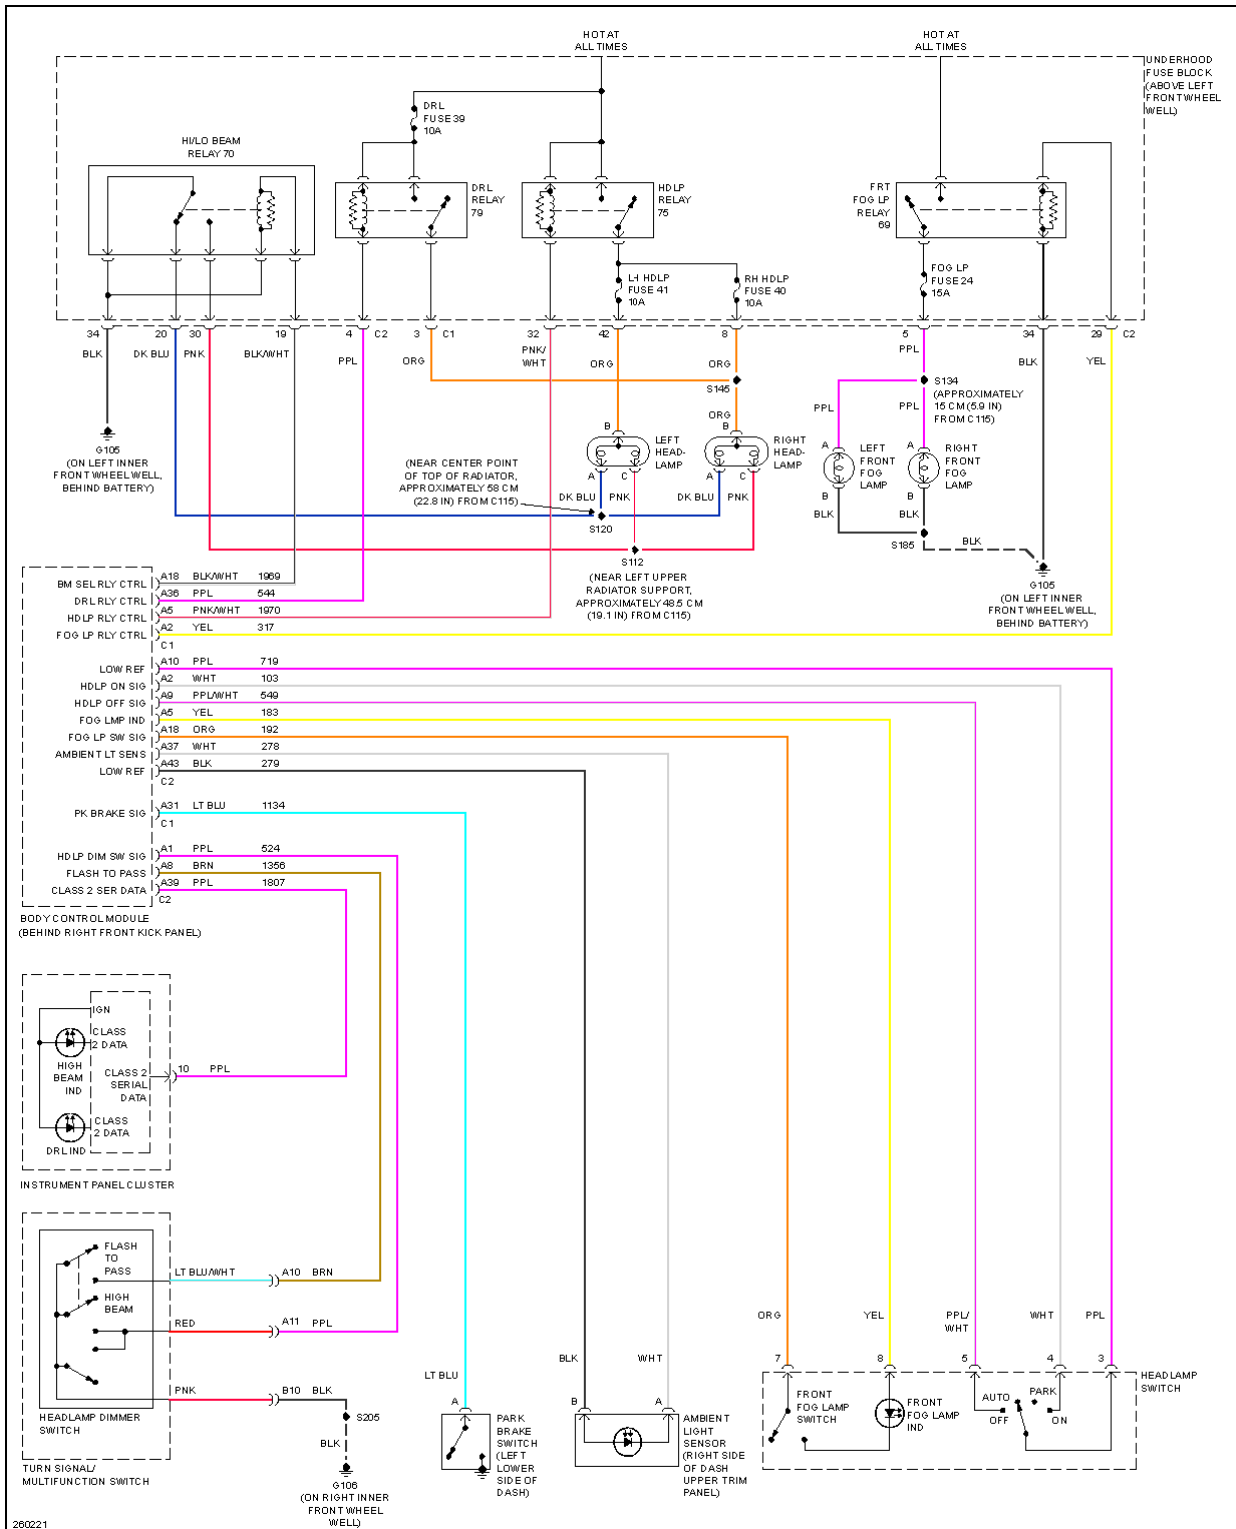 HOT AT
ALL TIMES
HOT AT
ALL TIMES
UNDERHOOD
FUSE BLOCK
(ABOVE LEFT
FRONT WHEEL
WELL)
DRL
FUSE 39
10A
HI/LO BEAM
RELAY 70
DRL
RELAY
79
HDLP
RELAY
75
FRT
FOG LP
RELAY
69
LH HDLP
FUSE 41
10A
RH HDLP
FUSE 40
10A
FOG LP
FUSE 24
15A
34
20
30
19
4
C2
3
C1
32
42
8
5
34
29
C2
BLK
DK BLU
PNK
BLK/WHT
PPL
ORG
PNK/
WHT
ORG
ORG
PPL
BLK
YEL
S145
S134
(APPROXIMATELY
15 CM (5.9 IN)
FROM C115)
PPL
PPL
ORG
B
B
LEFT
HEAD-
LAMP
RIGHT
HEAD-
LAMP
A
C
A
C
A
LEFT
FRONT
FOG
LAMP
A
RIGHT
FRONT
FOG
LAMP
B
B
G105
(ON LEFT INNER
FRONT WHEEL WELL,
BEHIND BATTERY)
(NEAR CENTER POINT
OF TOP OF RADIATOR,
APPROXIMATELY 58 CM
(22.8 IN) FROM C115)
DK BLU
PNK
DK BLU
PNK
BLK
BLK
S120
S185
BLK
S112
(NEAR LEFT UPPER
RADIATOR SUPPORT,
APPROXIMATELY 48.5 CM
(19.1 IN) FROM C115)
G105
(ON LEFT INNER
FRONT WHEEL WELL,
BEHIND BATTERY)
BM SEL RLY CTRL A18 BLK/WHT 1969
DRL RLY CTRL A36 PPL 544
HDLP RLY CTRL A5 PNK/WHT 1970
FOG LP RLY CTRL A2 YEL 317
C1
LOW REF A10 PPL 719
HDLP ON SIG A2 WHT 103
HDLP OFF SIG A9 PPL/WHT 549
FOG LMP IND A5 YEL 183
FOG LP SW SIG A18 ORG 192
AMBIENT LT SENS A37 WHT 278
LOW REF A43 BLK 279
C2
PK BRAKE SIG A31 LT BLU 1134
C1
HDLP DIM SW SIG A1 PPL 524
FLASH TO PASS A8 BRN 1356
CLASS 2 SER DATA A39 PPL 1807
C2
BODY CONTROL MODULE
(BEHIND RIGHT FRONT KICK PANEL)
IGN
CLASS
2 DATA
HIGH
BEAM
IND
CLASS 2
SERIAL
DATA
10 PPL
CLASS
2 DATA
DRL IND
INSTRUMENT PANEL CLUSTER
FLASH
TO
PASS
HIGH
BEAM
LT BLU/WHT A10 BRN
RED A11 PPL
PNK B10 BLK
HEADLAMP DIMMER
SWITCH
TURN SIGNAL/
MULTIFUNCTION SWITCH
S205
BLK
G106
(ON RIGHT INNER
FRONT WHEEL
WELL)
LT BLU
A
PARK
BRAKE
SWITCH
(LEFT
LOWER
SIDE OF
DASH)
BLK
WHT
B
A
AMBIENT
LIGHT
SENSOR
(RIGHT SIDE
OF DASH
UPPER TRIM
PANEL)
ORG
YEL
PPL/
WHT
WHT
PPL
7
8
5
4
3
HEADLAMP
SWITCH
FRONT
FOG LAMP
SWITCH
FRONT
FOG LAMP
IND
AUTO
OFF
PARK
ON
260221